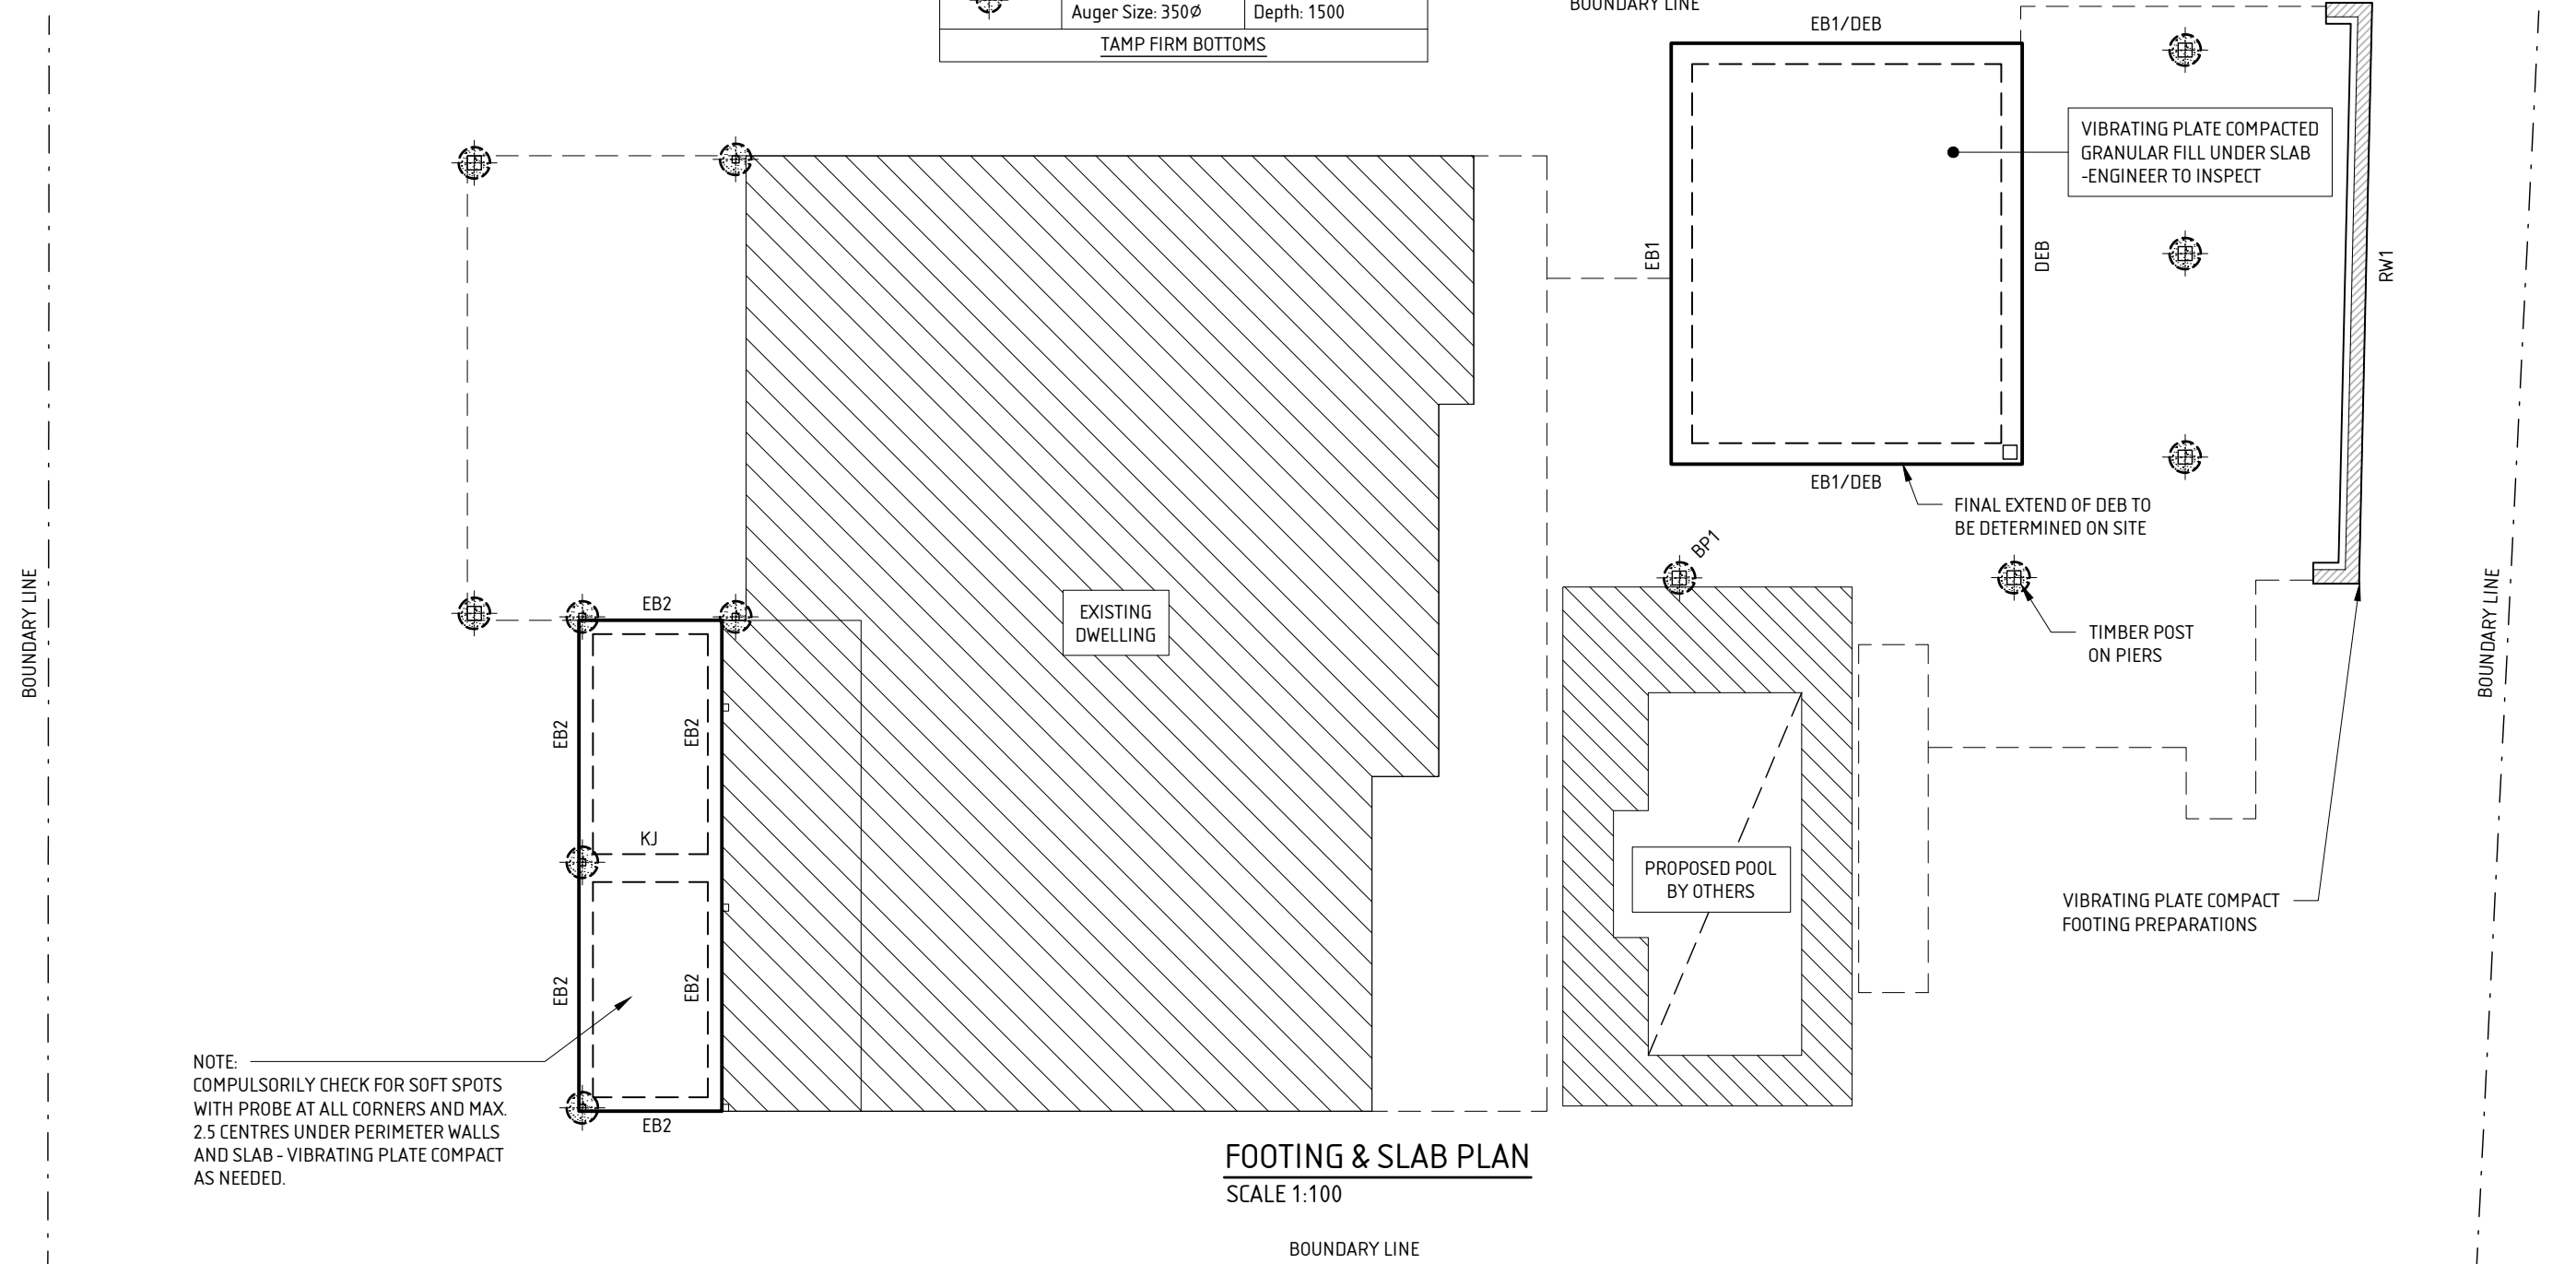 Auger Size: 350Ø
Depth: 1500
TAMP FIRM BOTTOMS
BOUNDARY LINE
EB1/DEB
VIBRATING PLATE COMPACTED
GRANULAR FILL UNDER SLAB
-ENGINEER TO INSPECT
EB1
DEB
RW1
EB1/DEB
FINAL EXTEND OF DEB TO
BE DETERMINED ON SITE
BP1
TIMBER POST
ON PIERS
BOUNDARY LINE
BOUNDARY LINE
EXISTING
DWELLING
EB2
EB2
EB2
KJ
EB2
EB2
EB2
PROPOSED POOL
BY OTHERS
VIBRATING PLATE COMPACT
FOOTING PREPARATIONS
NOTE:
COMPULSORILY CHECK FOR SOFT SPOTS
WITH PROBE AT ALL CORNERS AND MAX.
2.5 CENTRES UNDER PERIMETER WALLS
AND SLAB - VIBRATING PLATE COMPACT
AS NEEDED.
FOOTING & SLAB PLAN
SCALE 1:100
BOUNDARY LINE